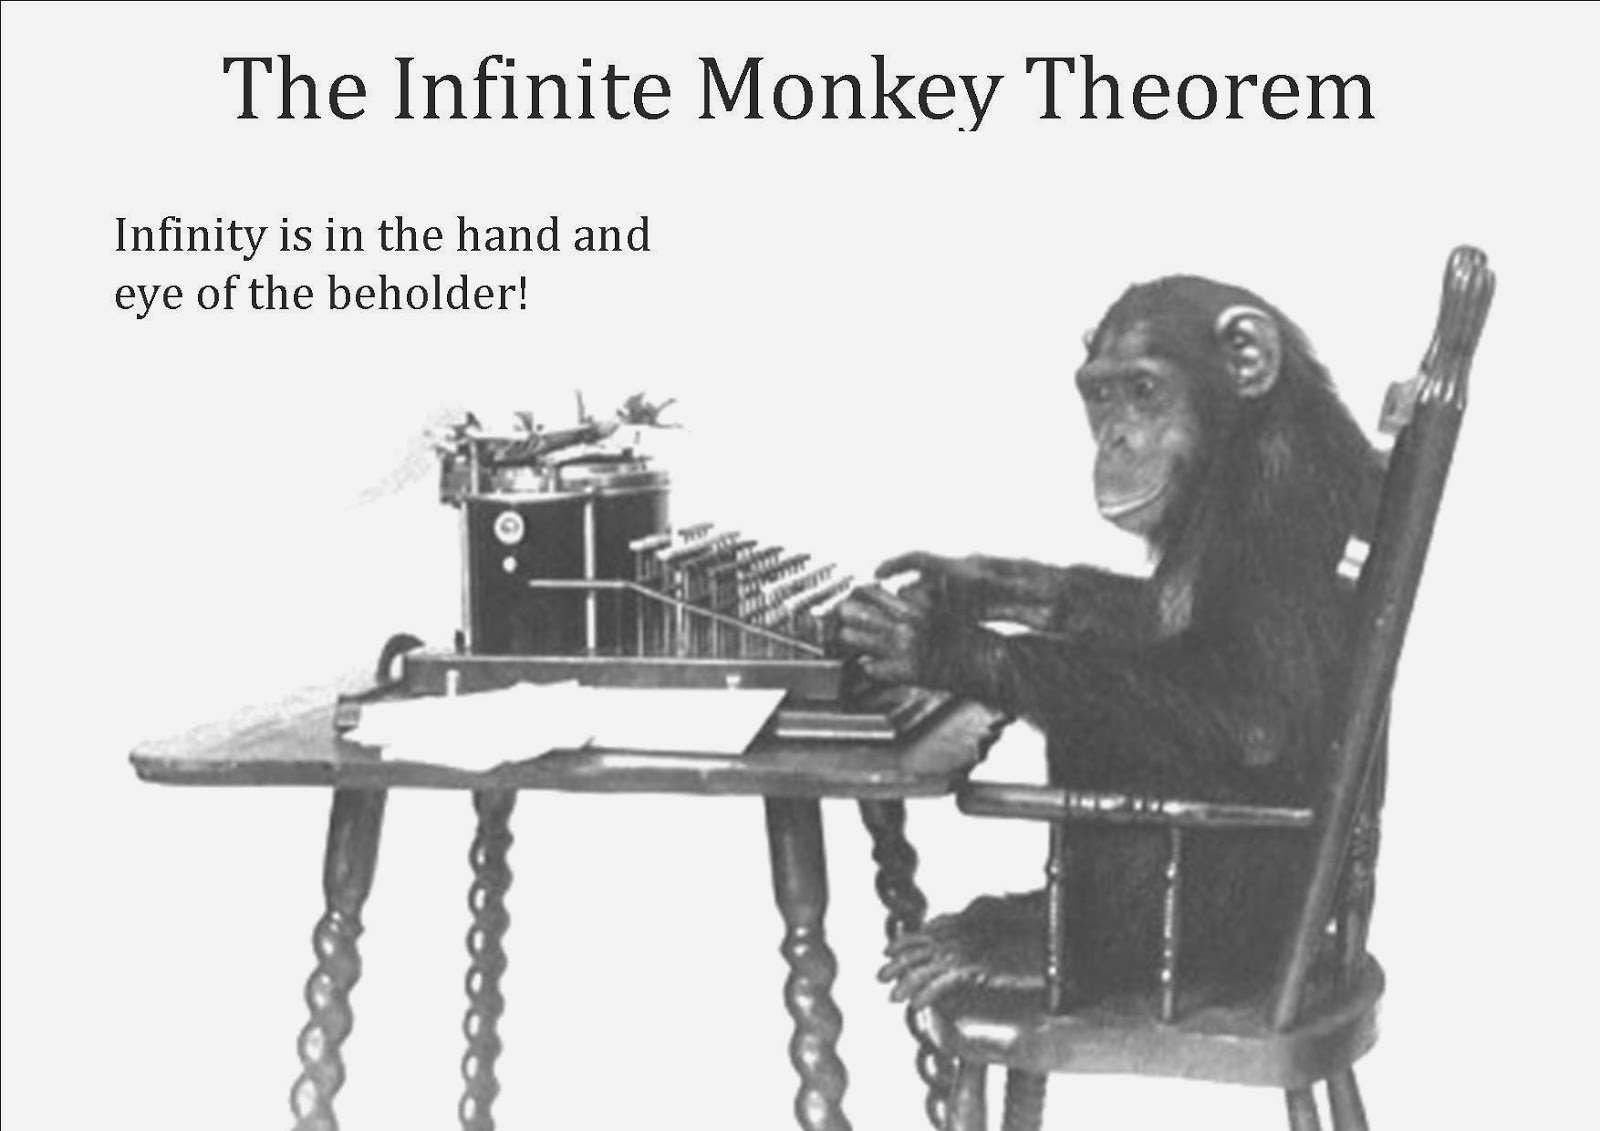 The Infinite Monkey Theorem
Infinity is in the hand and
eye of the beholder!